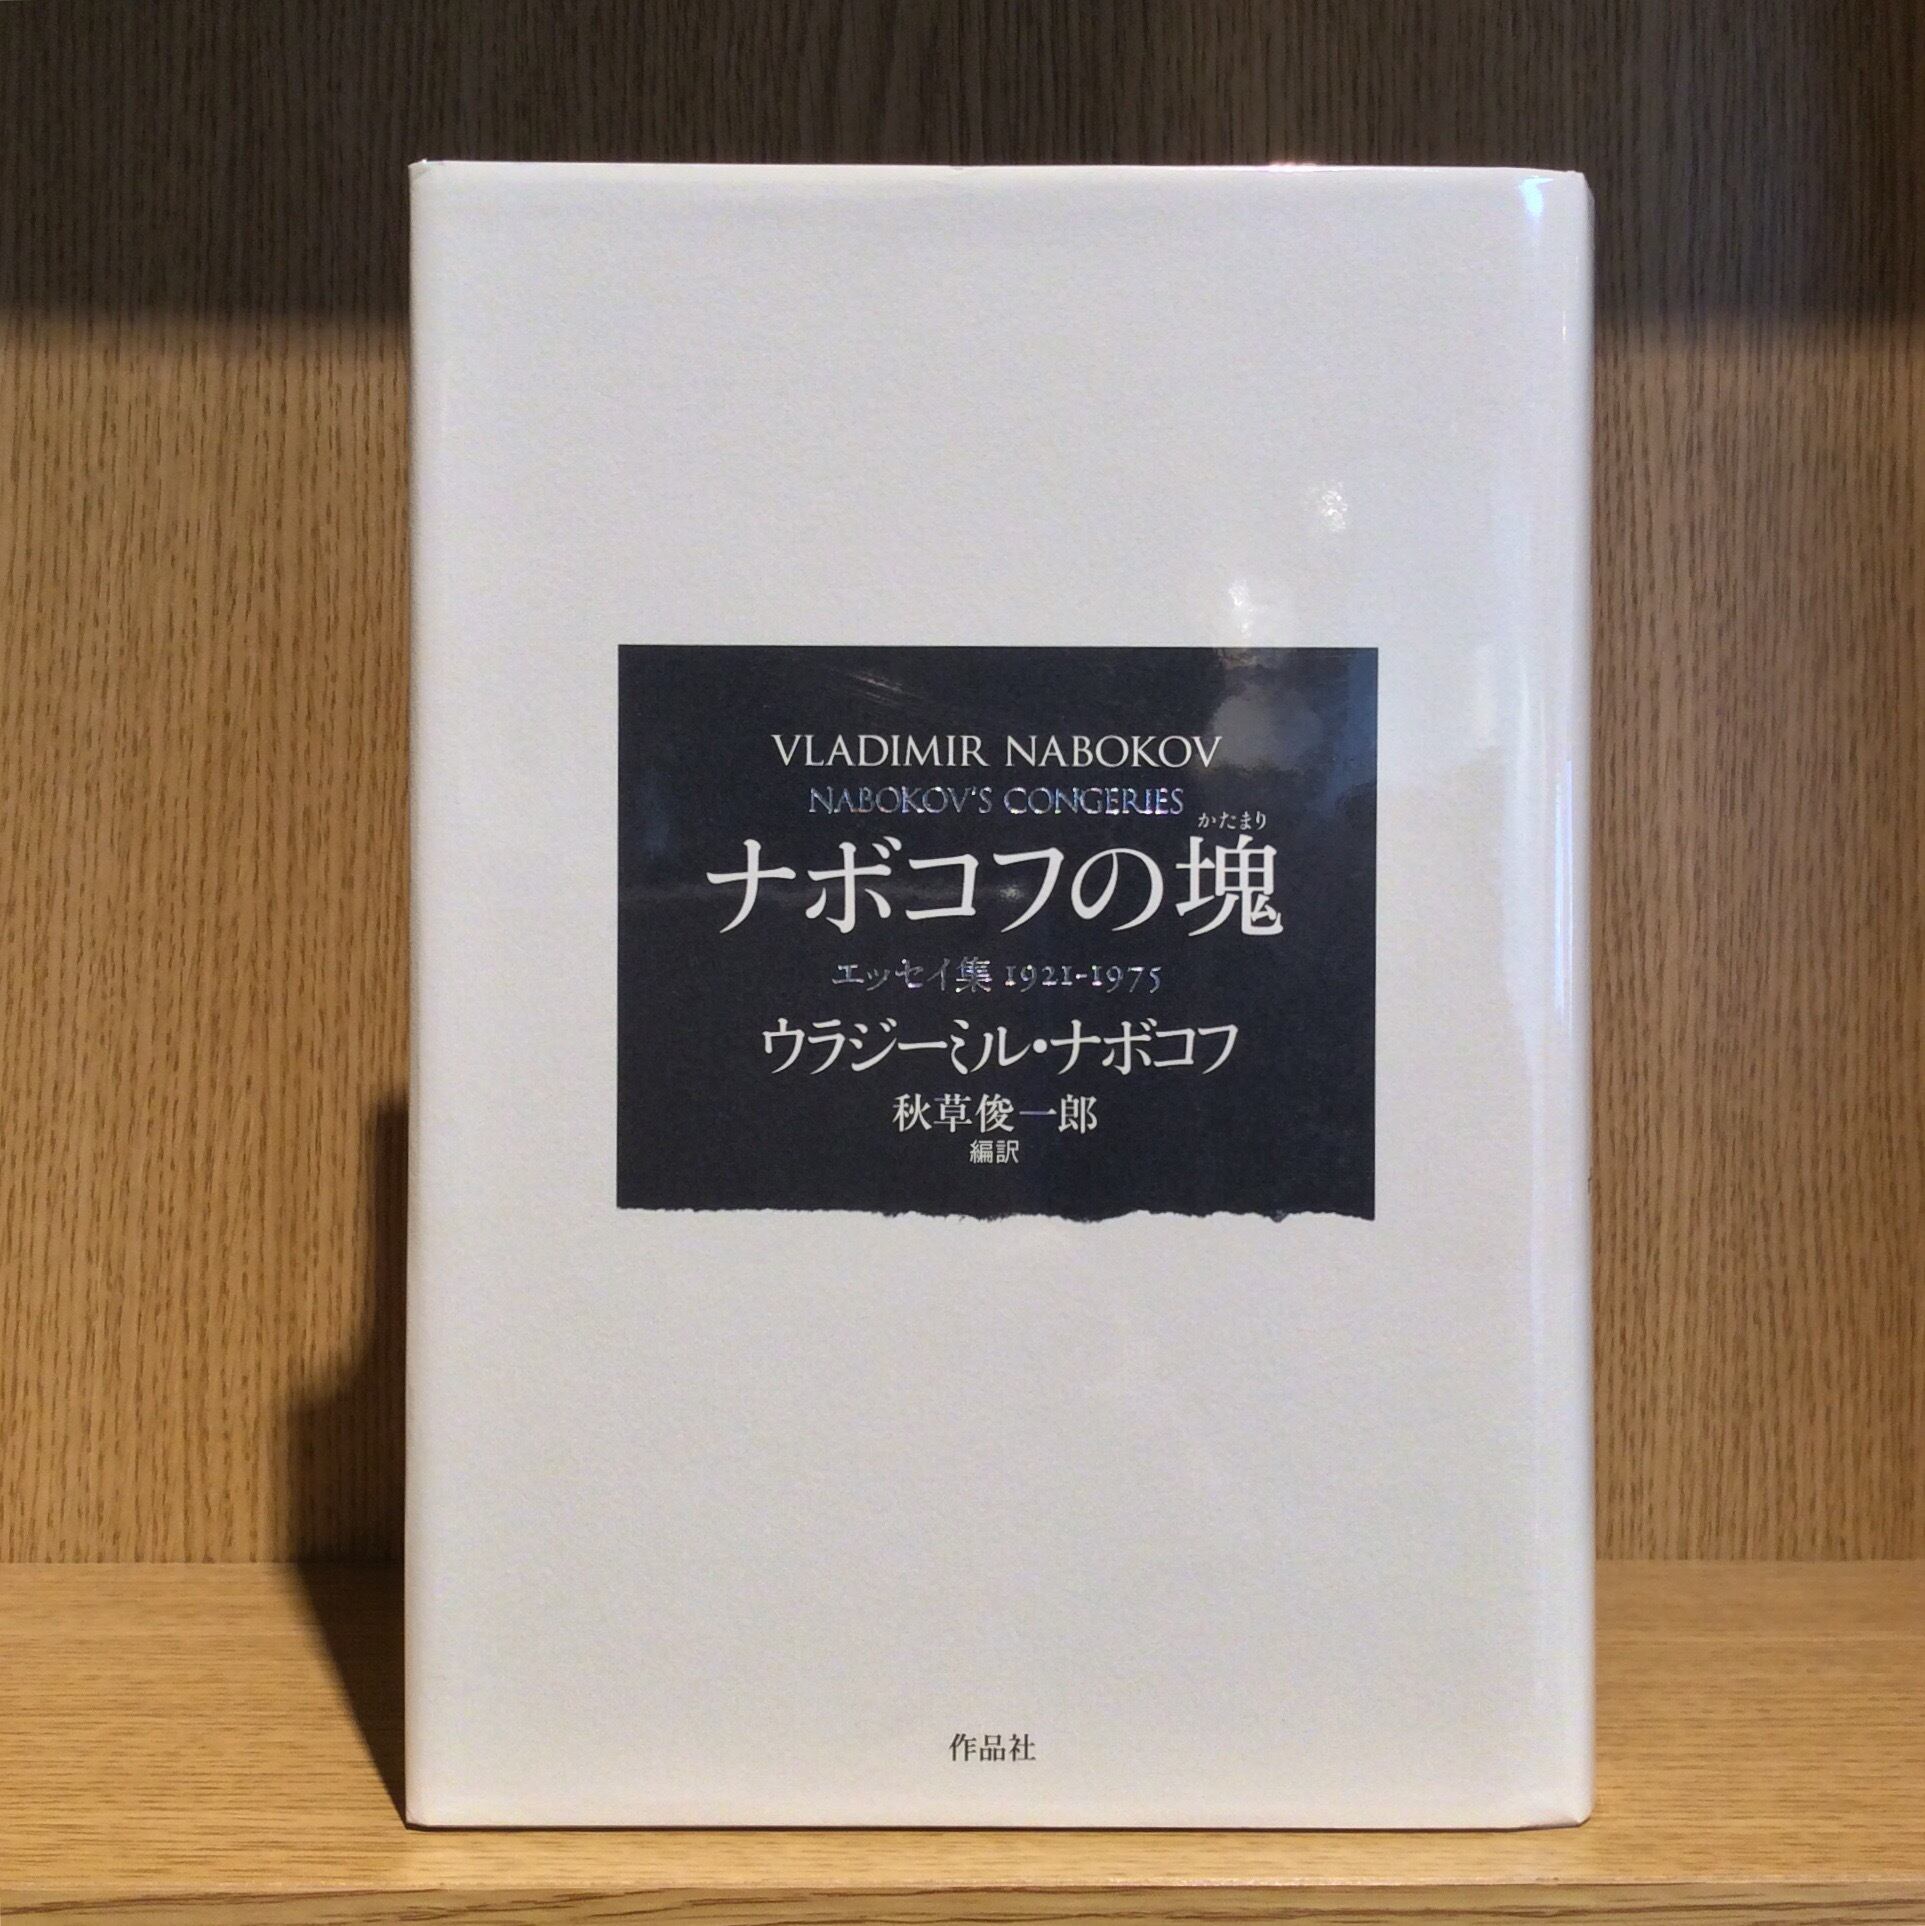 VLADIMIR NABOKOV
NABOKOV'S CONGERIES
かたまり
ナボコフの塊
エッセイ集 1921-1975
ウラジーミル・ナボコフ
秋草俊一郎
編訳
作品社